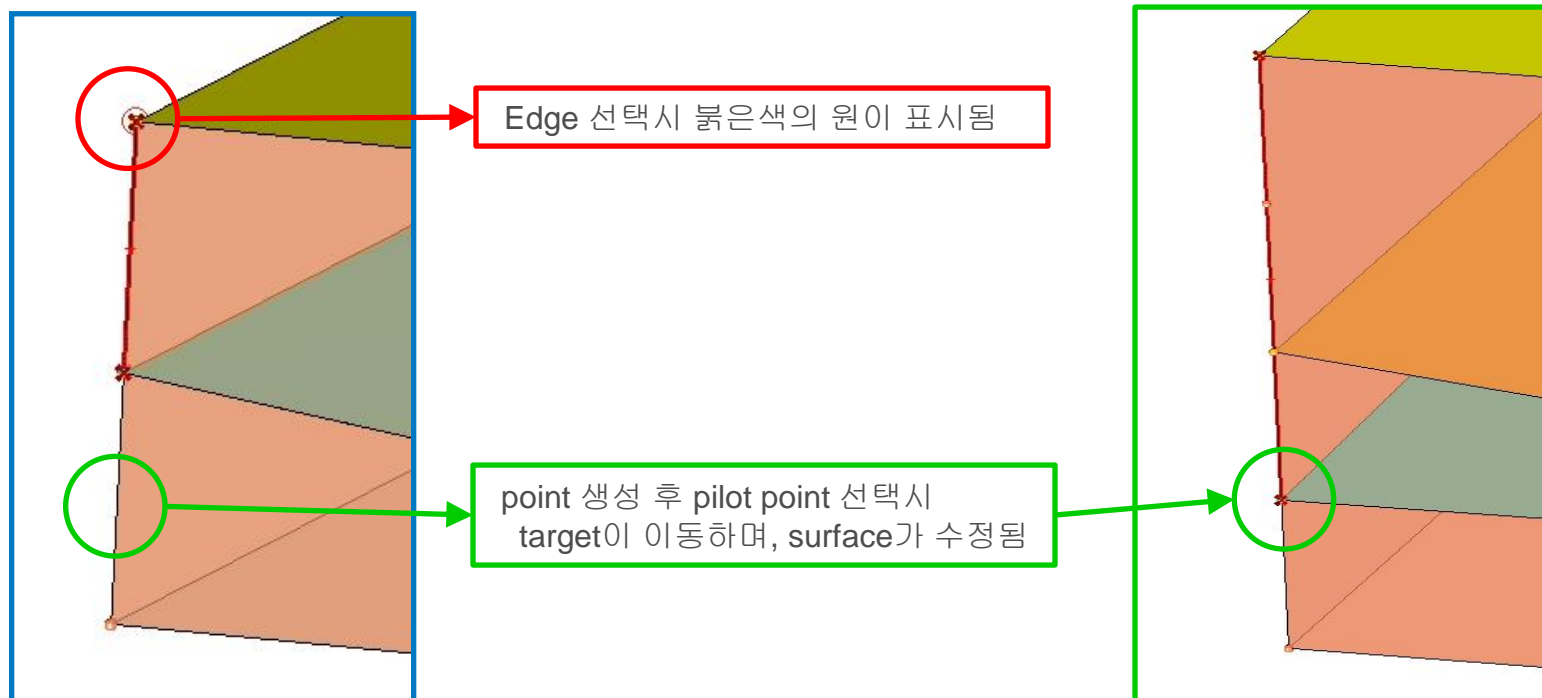 Edge 선택시 붉은색의 원이 표시됨
point 생성 후 pilot point 선택시
target이 이동하며, surface가 수정됨